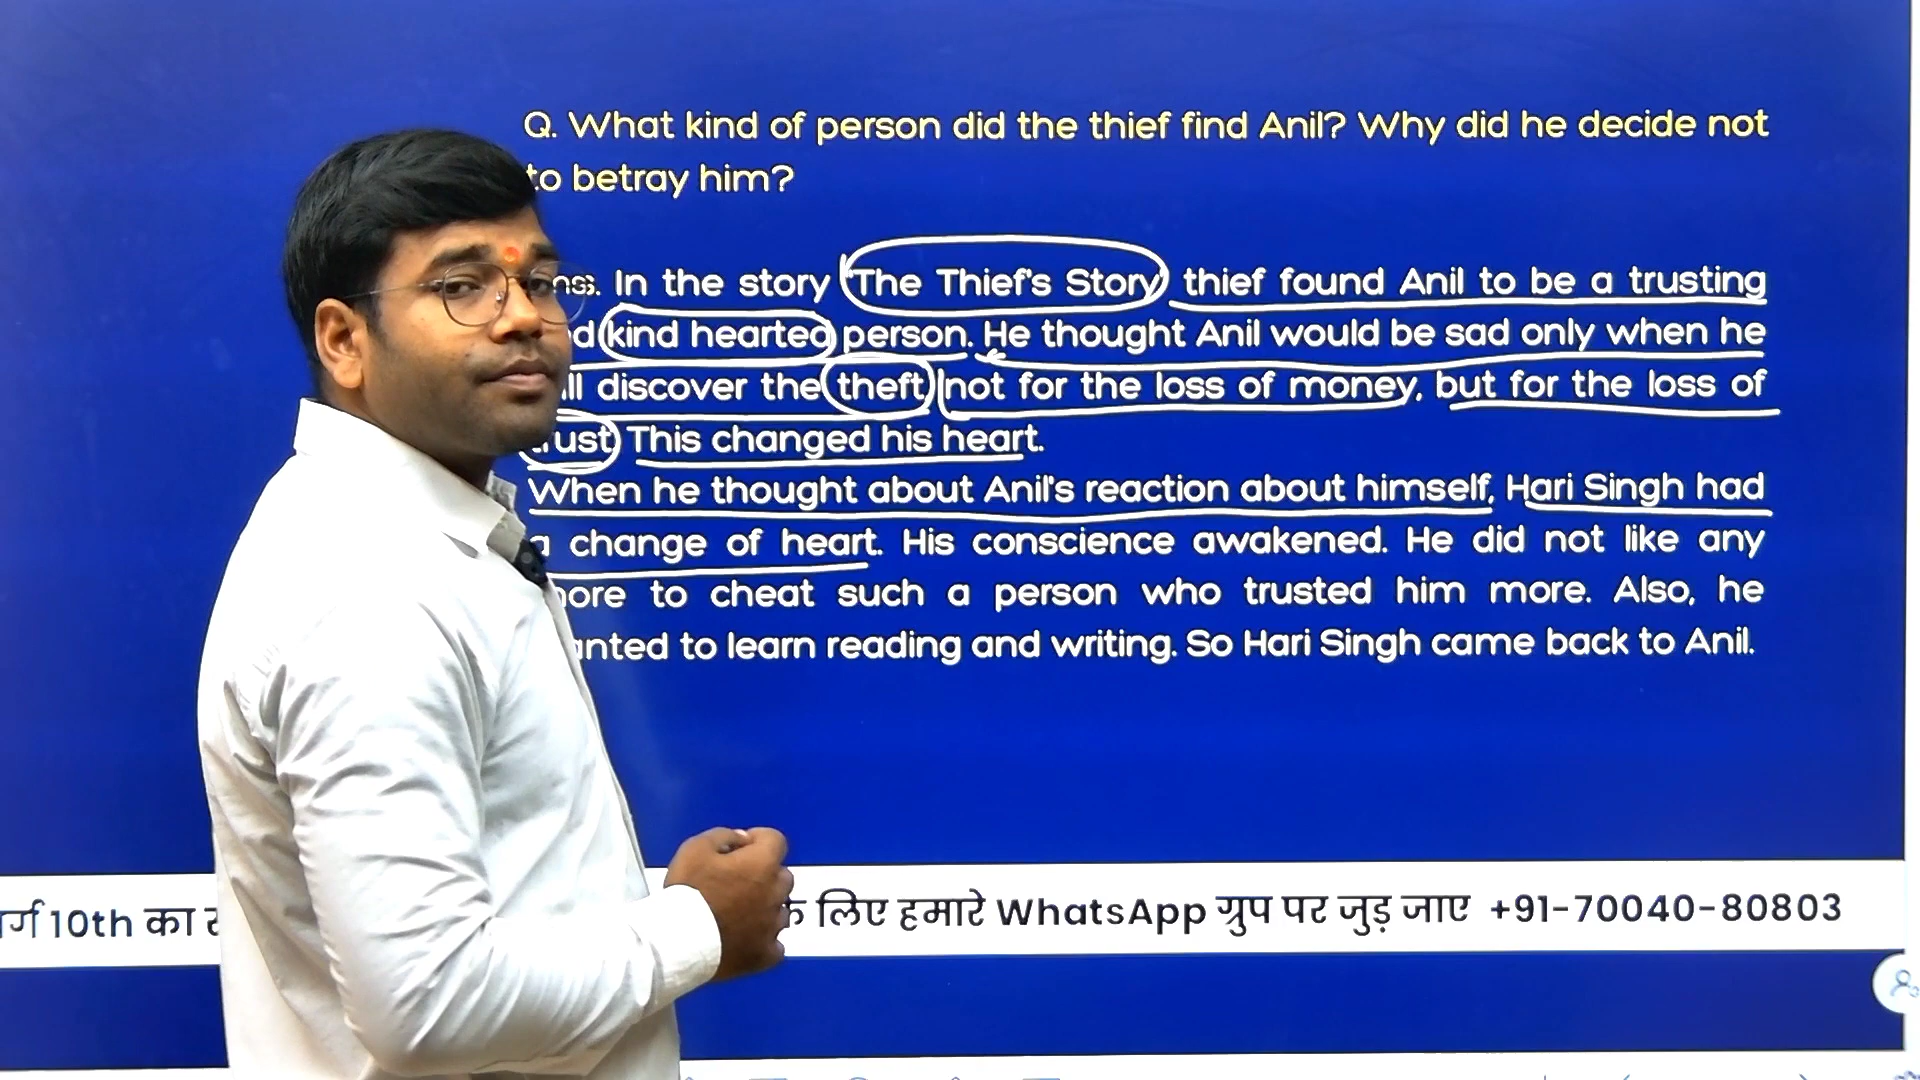 Q. What kind of person did the thief find Anil? Why did he decide not
to betray him?
In the story 'The Thief's Story' thief found Anil to be a trusting
kind hearted person. He thought Anil would be sad only when he
discover the theft, not for the loss of money, but for the loss of
trust. This changed his heart.
When he thought about Anil's reaction about himself, Hari Singh had
a change of heart. His conscience awakened. He did not like any
more to cheat such a person who trusted him more. Also, he
to learn reading and writing. So Hari Singh came back to Anil.
10th का लिए हमारे WhatsApp ग्रुप पर जुड़ जाए +91-70040-80803